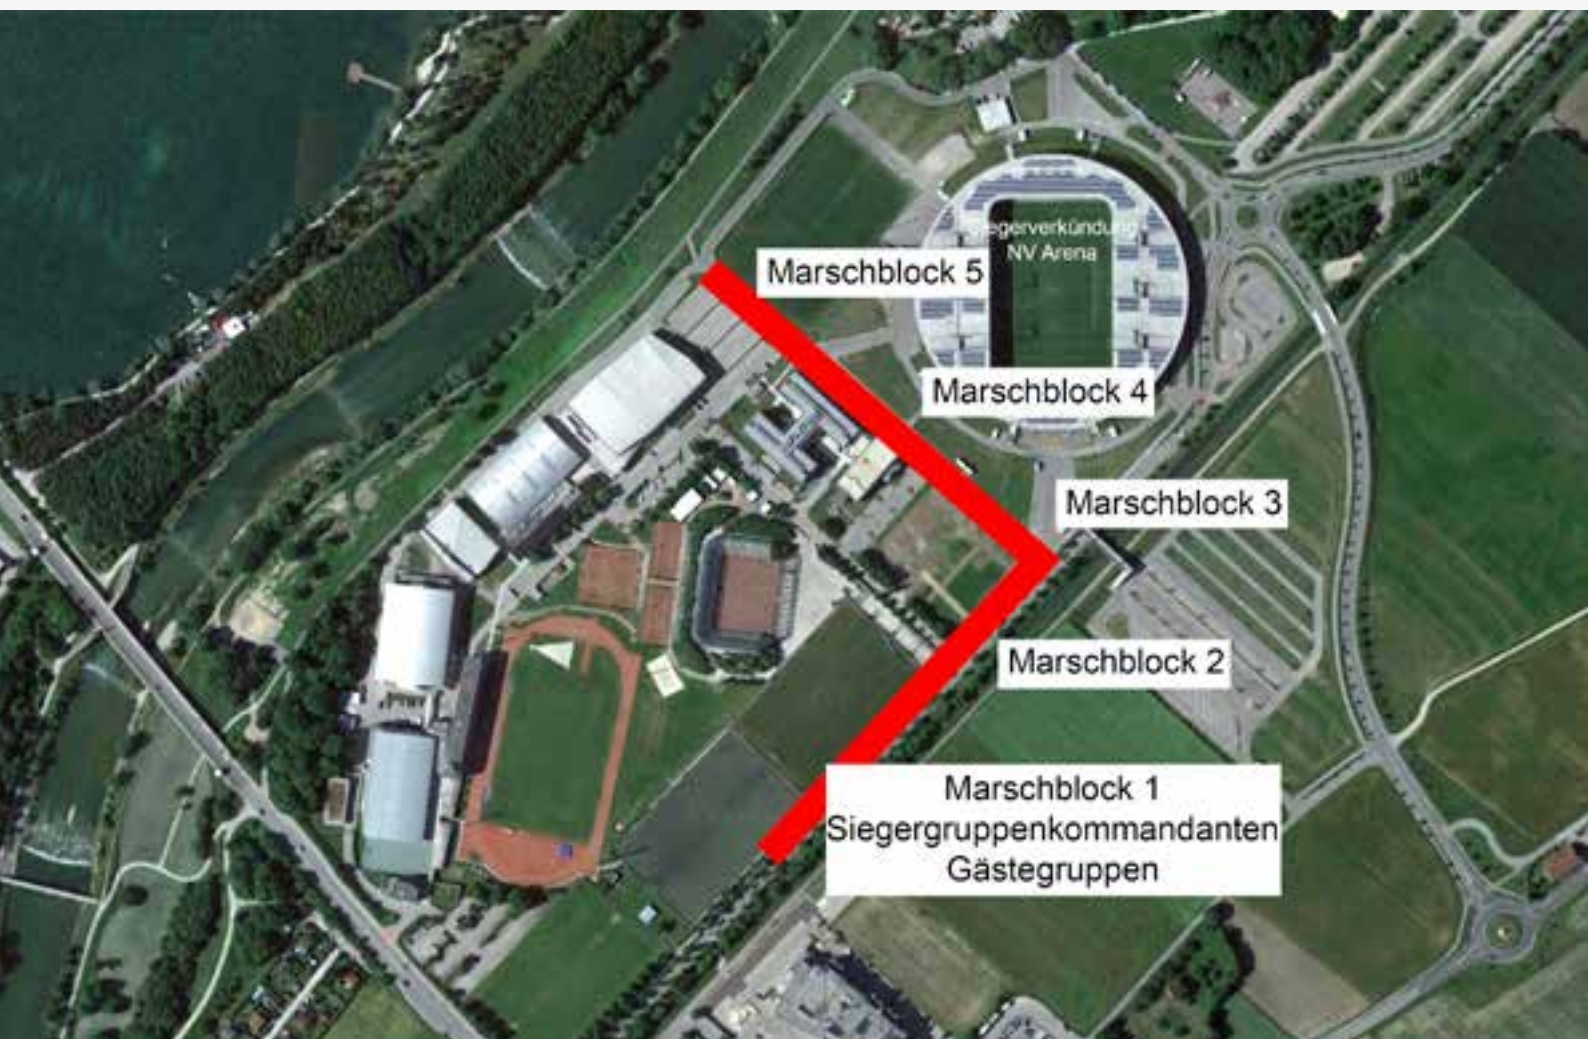 Siegerverkündung
NV Arena
Marschblock 5
Marschblock 4
Marschblock 3
Marschblock 2
Marschblock 1
Siegergruppenkommandanten
Gästegruppen